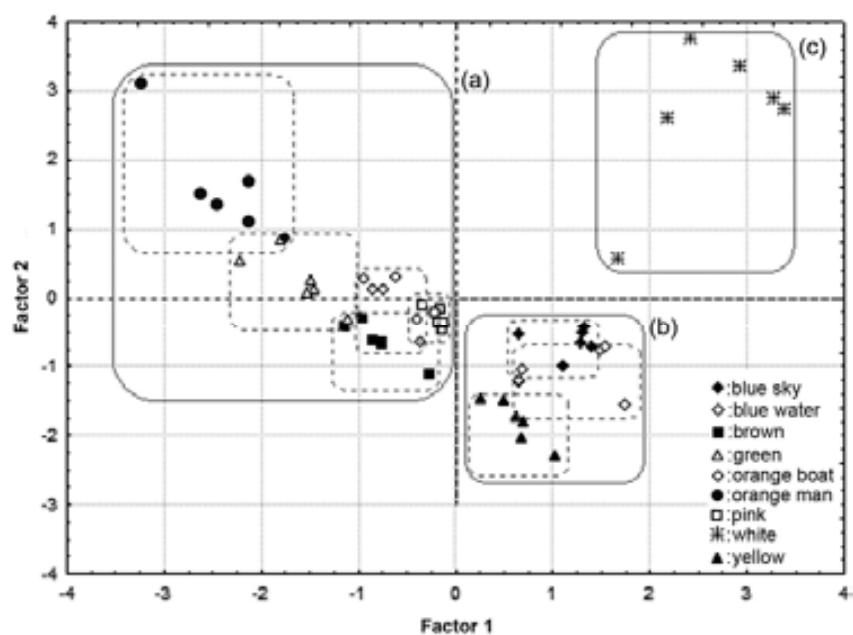 4
3
2
1
0
-1
-2
-3
-4
Factor 2
(a)
(c)
(b)
:blue sky
:blue water
:brown
:green
:orange boat
:orange man
:pink
:white
:yellow
-4 -3 -2 -1 0 1 2 3 4
Factor 1